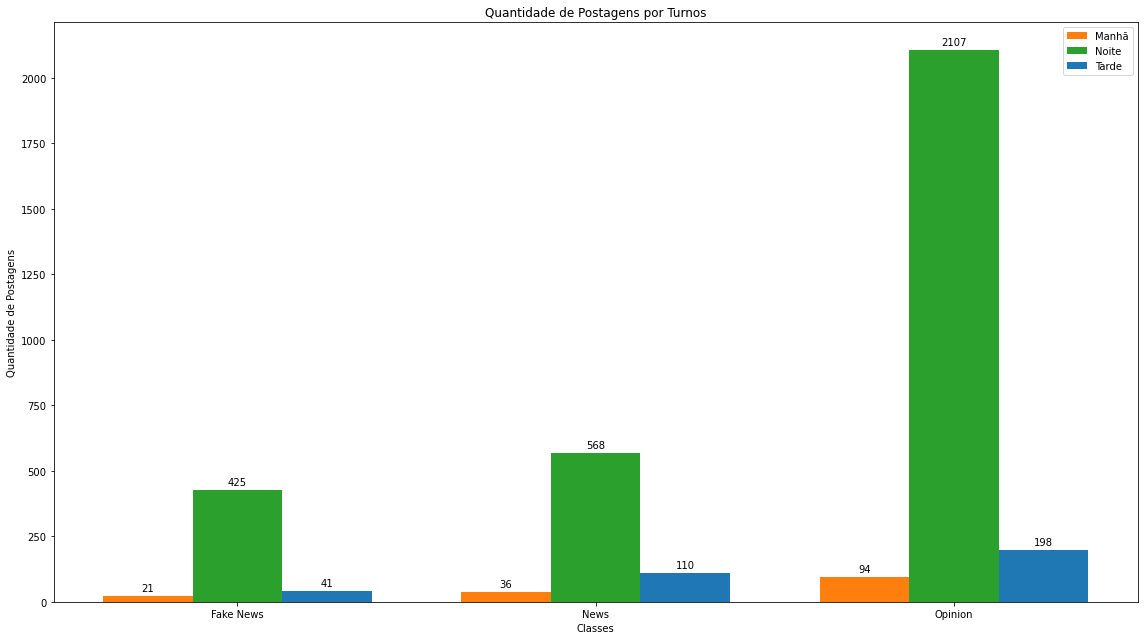 Quantidade de Postagens por Turnos
Manhã
Noite
Tarde
Quantidade de Postagens
2000
1750
1500
1250
1000
750
500
250
0
21
425
41
36
568
110
94
2107
198
Fake News
News
Opinion
Classes